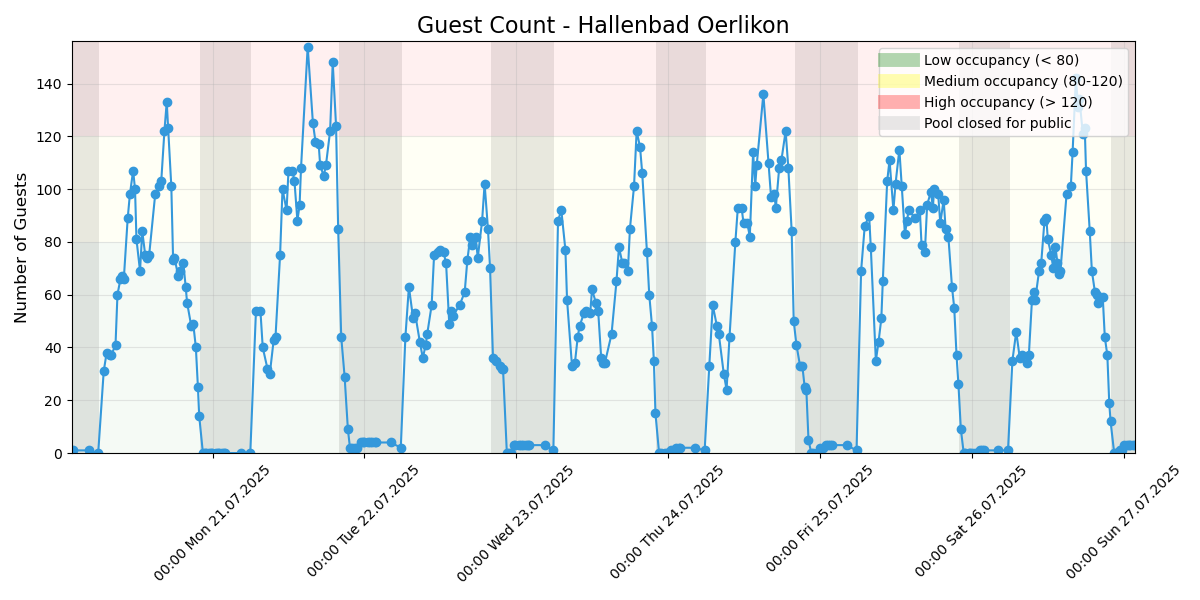 Guest Count - Hallenbad Oerlikon
Number of Guests
140
120
100
80
60
40
20
0
Low occupancy (< 80)
Medium occupancy (80-120)
High occupancy (> 120)
Pool closed for public
00:00 Mon 21.07.2025
00:00 Tue 22.07.2025
00:00 Wed 23.07.2025
00:00 Thu 24.07.2025
00:00 Fri 25.07.2025
00:00 Sat 26.07.2025
00:00 Sun 27.07.2025